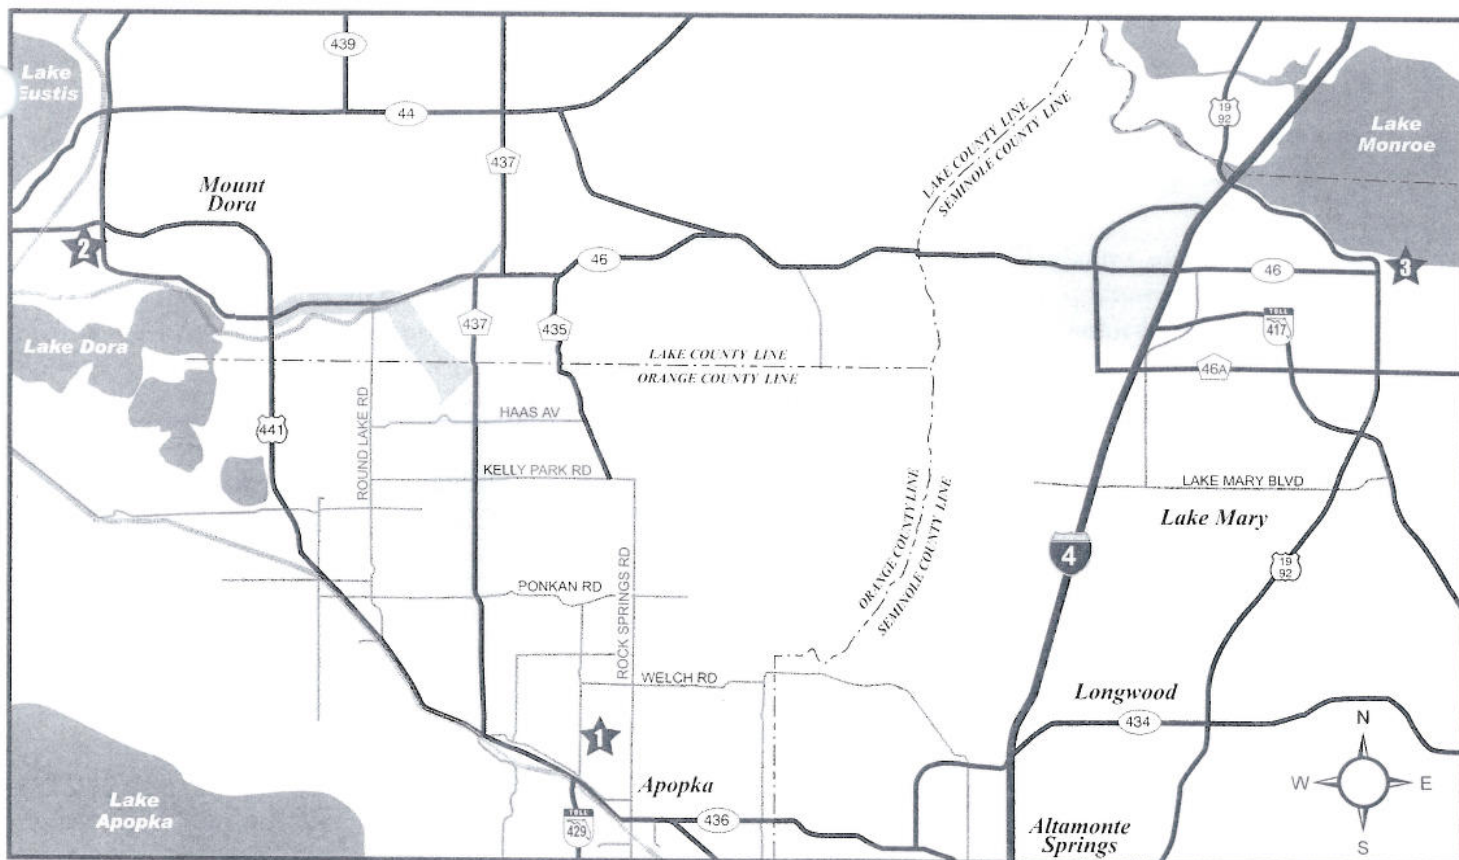 439
Lake
Eustis
44
19
92
Lake
Monroe
LAKE COUNTY LINE
SEMINOLE COUNTY LINE
437
Mount
Dora
2
46
46
3
TOLL
417
437
435
Lake Dora
LAKE COUNTY LINE
ORANGE COUNTY LINE
46A
ROUND LAKE RD
HAAS AV
441
KELLY PARK RD
LAKE MARY BLVD
Lake Mary
ORANGE COUNTY LINE
SEMINOLE COUNTY LINE
4
19
92
PONKAN RD
ROCK SPRINGS RD
WELCH RD
Longwood
434
N
W
E
S
1
Apopka
Lake
Apopka
TOLL
429
436
Altamonte
Springs